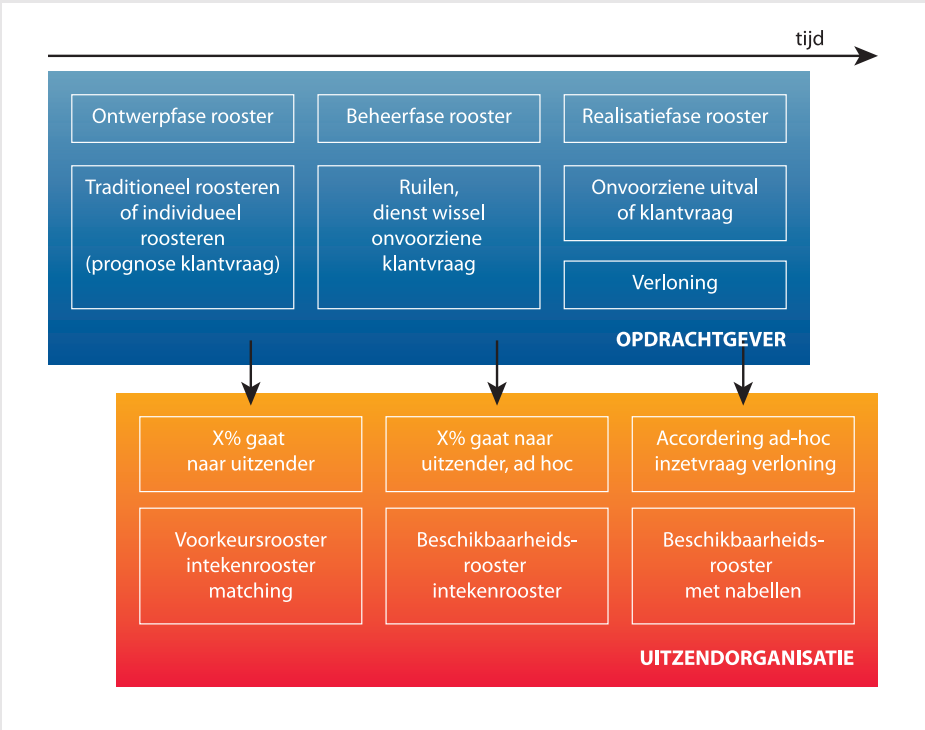 tijd
Ontwerpfase rooster
Beheerfase rooster
Realisatiefase rooster
Traditioneel roosteren
of individueel
roosteren
(prognose klantvraag)
Ruilen,
dienst wissel
onvoorziene
klantvraag
Onvoorziene uitval
of klantvraag
Verloning
OPDRACHTGEVER
X% gaat
naar uitzender
X% gaat naar
uitzender, ad hoc
Accordering ad-hoc
inzetvraag verloning
Voorkeursrooster
intekenrooster
matching
Beschikbaarheids-
rooster
intekenrooster
Beschikbaarheids-
rooster
met nabellen
UITZENDORGANISATIE